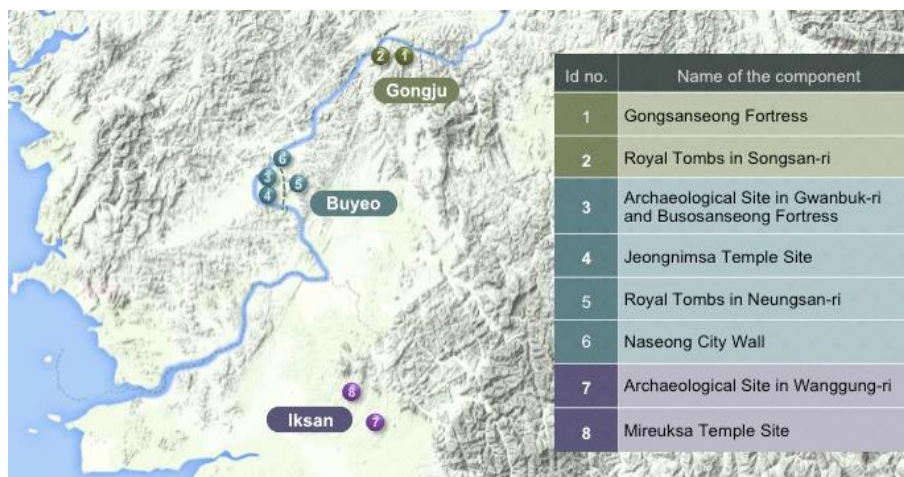 2
1
Gongju
6
3
5
4
Buyeo
8
Iksan
7
Id no. Name of the component
1 Gongsanseong Fortress
2 Royal Tombs in Songsan-ri
3 Archaeological Site in Gwanbuk-ri
and Busosanseong Fortress
4 Jeongnimsa Temple Site
5 Royal Tombs in Neungsan-ri
6 Naseong City Wall
7 Archaeological Site in Wanggung-ri
8 Mireuksa Temple Site